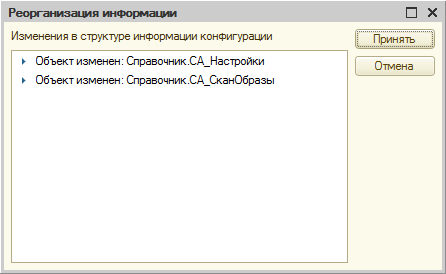 Реорганизация информации
Изменения в структуре информации конфигурации
Принять
Объект изменен: Справочник.СА_Настройки
Отмена
Объект изменен: Справочник.СА_СканОбразы